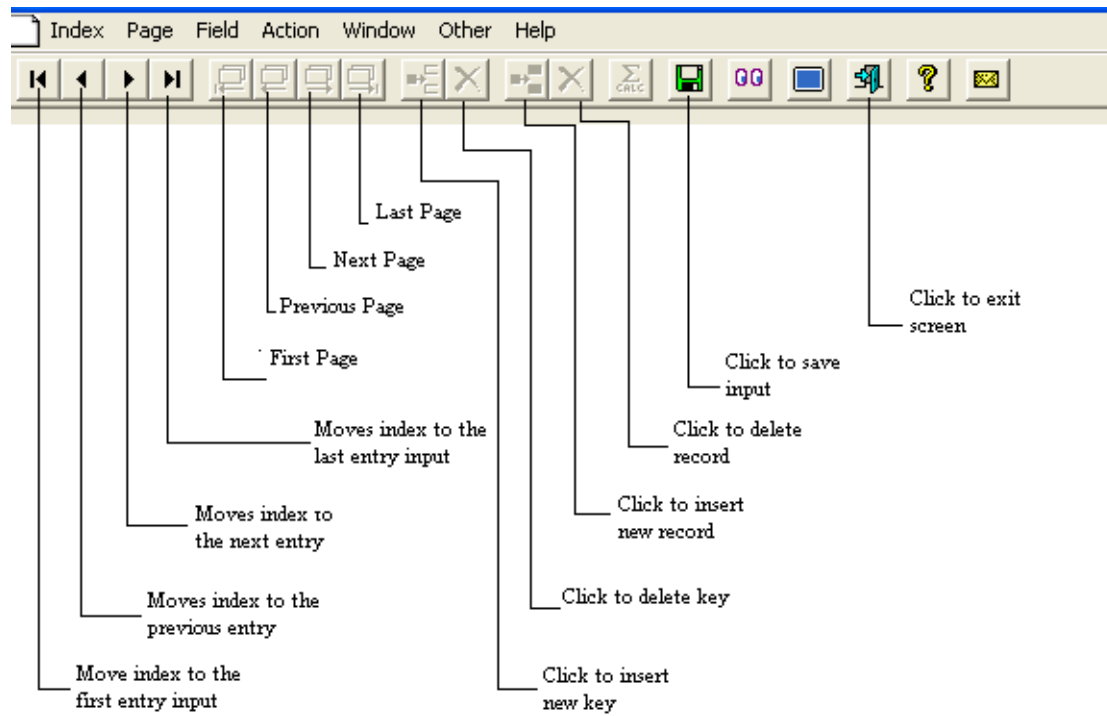 Index Page Field Action Window Other Help
Σ
CALC
?
Last Page
Next Page
Previous Page
First Page
Click to exit
screen
Click to save
input
Click to delete
record
Moves index to the
last entry input
Click to insert
new record
Moves index to
the next entry
Click to delete key
Moves index to the
previous entry
Click to insert
new key
Move index to the
first entry input